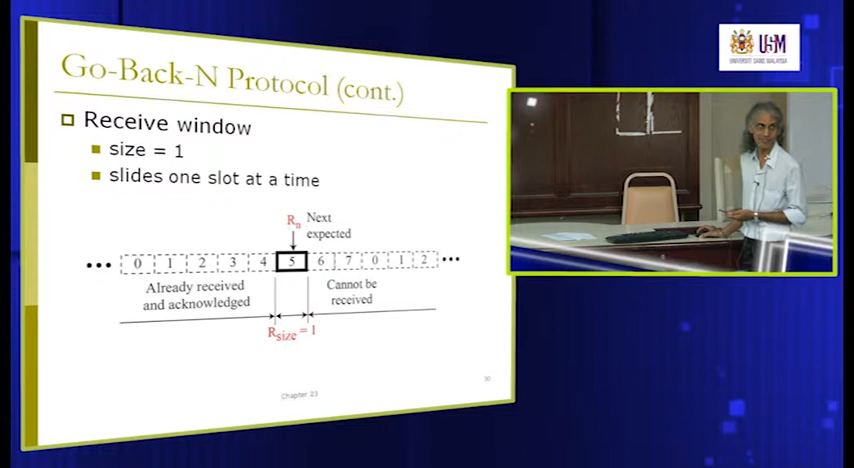 Go-Back-N Protocol (cont.)
Receive window
size = 1
slides one slot at a time
Rn Next
expected
••• 0 1 2 3 4 5 6 7 0 1 2 •••
Already received
and acknowledged
Cannot be
received
Rsize = 1
Chapter 23
USM
UNIVERSITI SAINS MALAYSIA